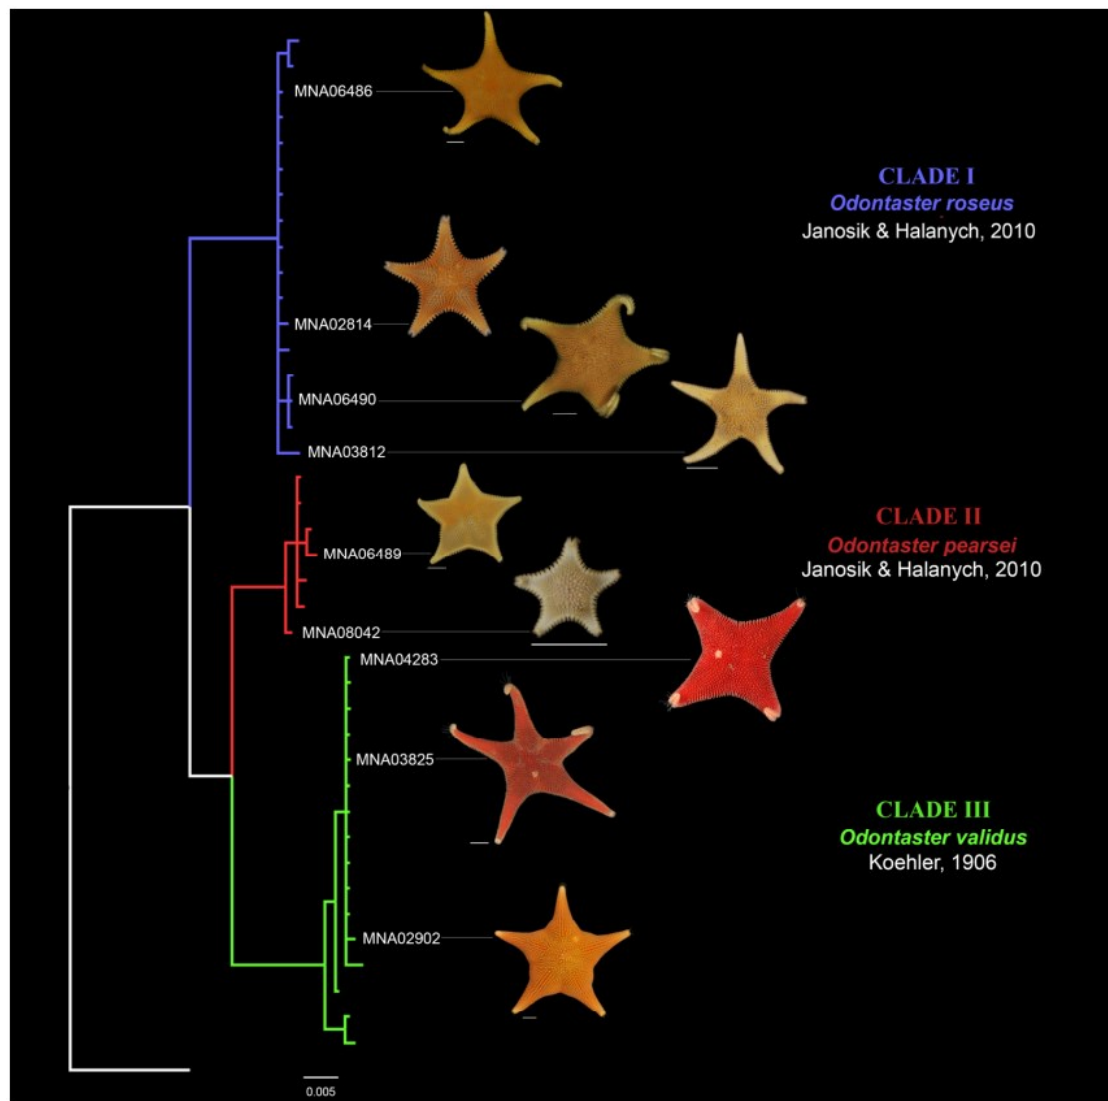 MNA06486
CLADE I
Odontaster roseus
Janosik & Halanych, 2010
MNA02814
MNA06490
MNA03812
CLADE II
Odontaster pearsei
Janosik & Halanych, 2010
MNA06489
MNA08042
MNA04283
MNA03825
CLADE III
Odontaster validus
Koehler, 1906
MNA02902
0.005